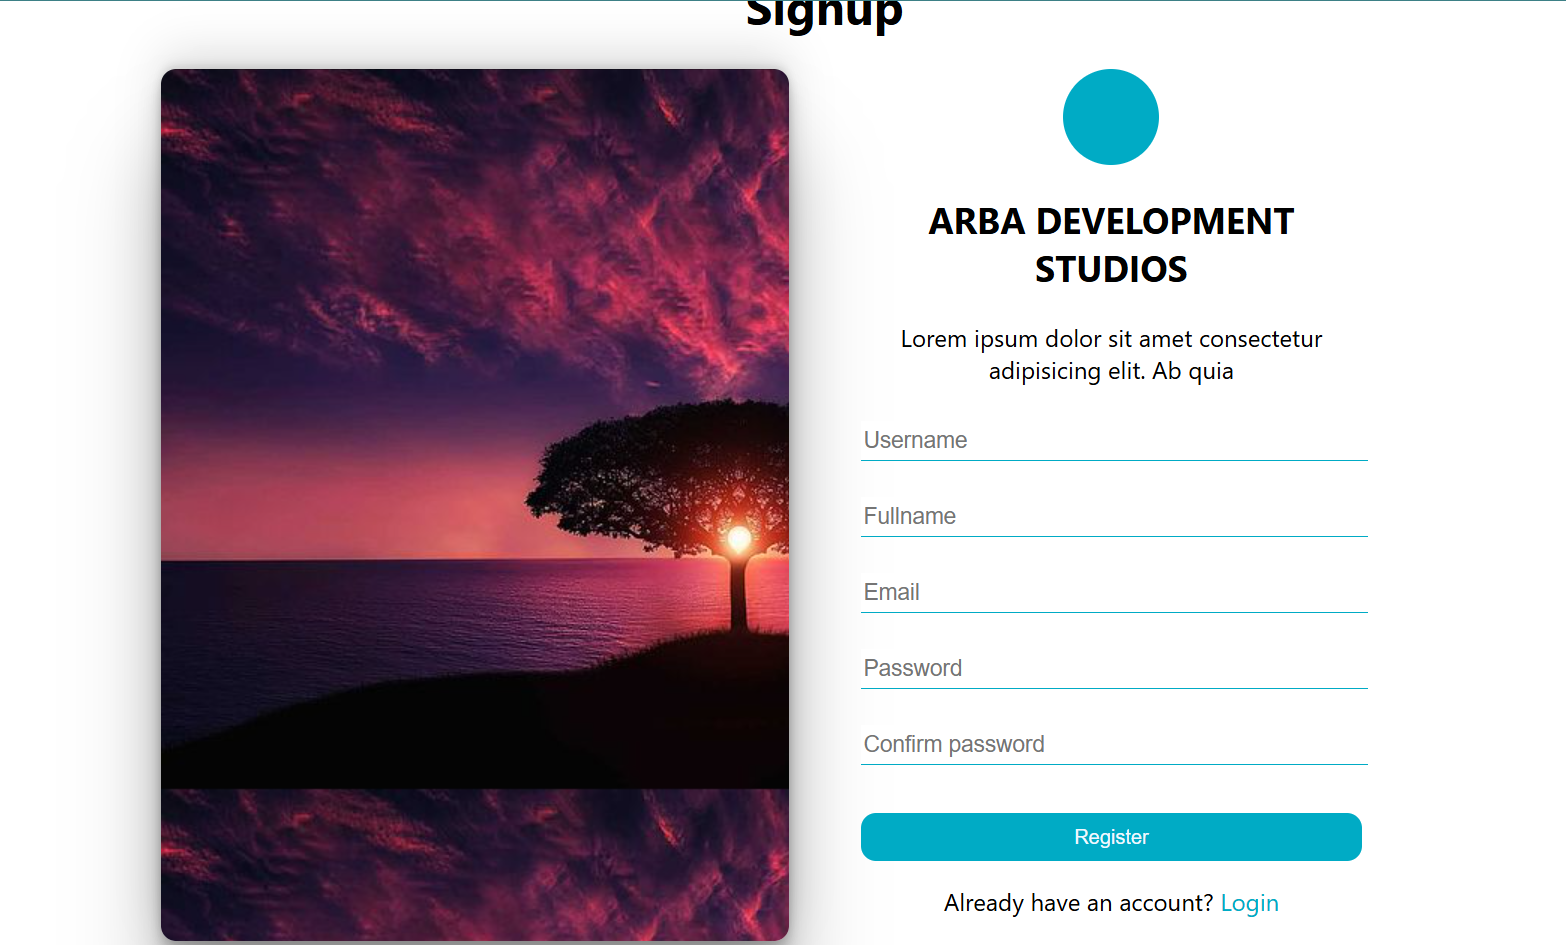 Signup
ARBA DEVELOPMENT
STUDIOS
Lorem ipsum dolor sit amet consectetur
adipisicing elit. Ab quia
Username
Fullname
Email
Password
Confirm password
Register
Already have an account? Login